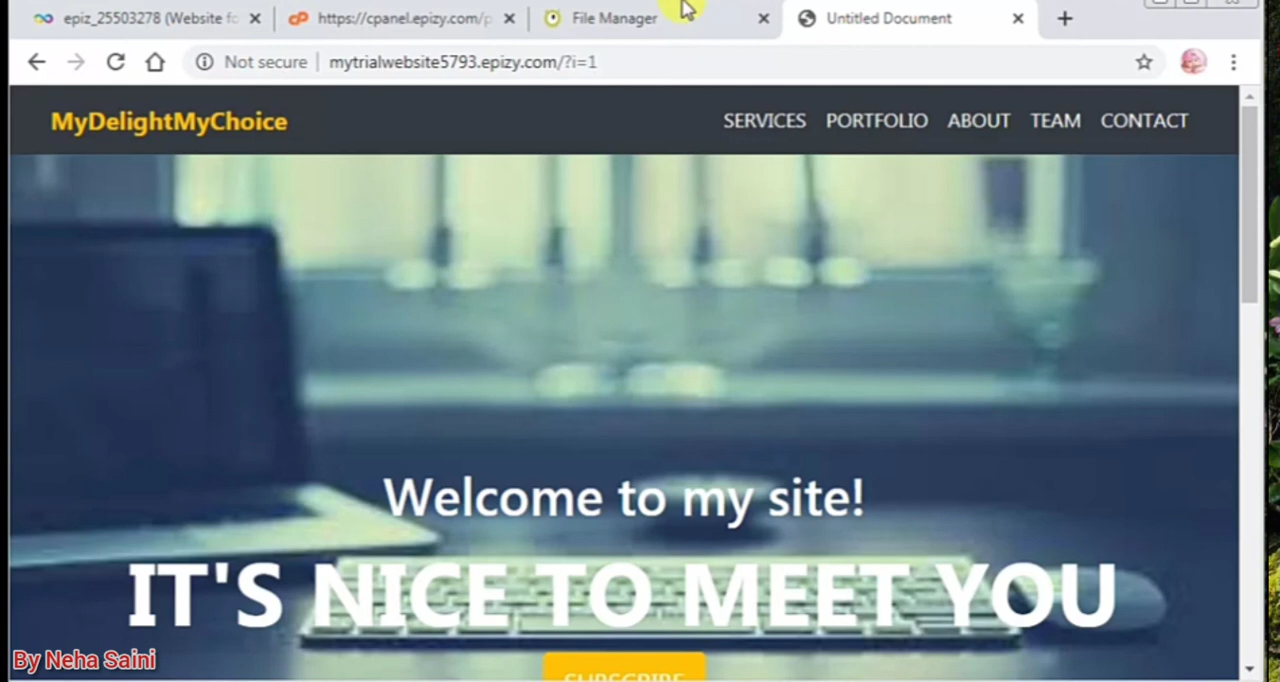 epiz_25503278 (Website fo
https://cpanel.epizy.com/p
File Manager
Untitled Document
Not secure
mytrialwebsite5793.epizy.com/?i=1
MyDelightMyChoice
SERVICES PORTFOLIO ABOUT TEAM CONTACT
Welcome to my site!
IT'S NICE TO MEET YOU
SUBSCRIBE
By Neha Saini